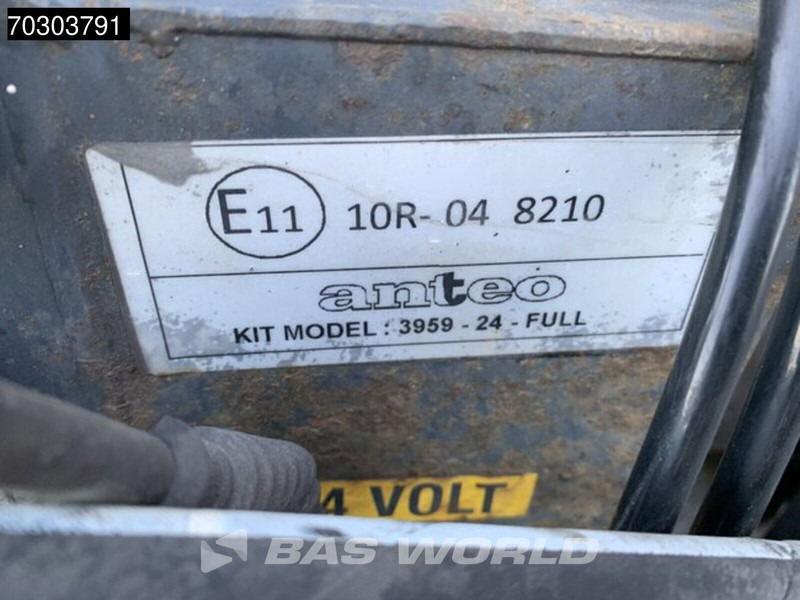 70303791
E11 10R- 04 8210
anteo
KIT MODEL : 3959 - 24 - FULL
4 VOLT
BAS WORLD